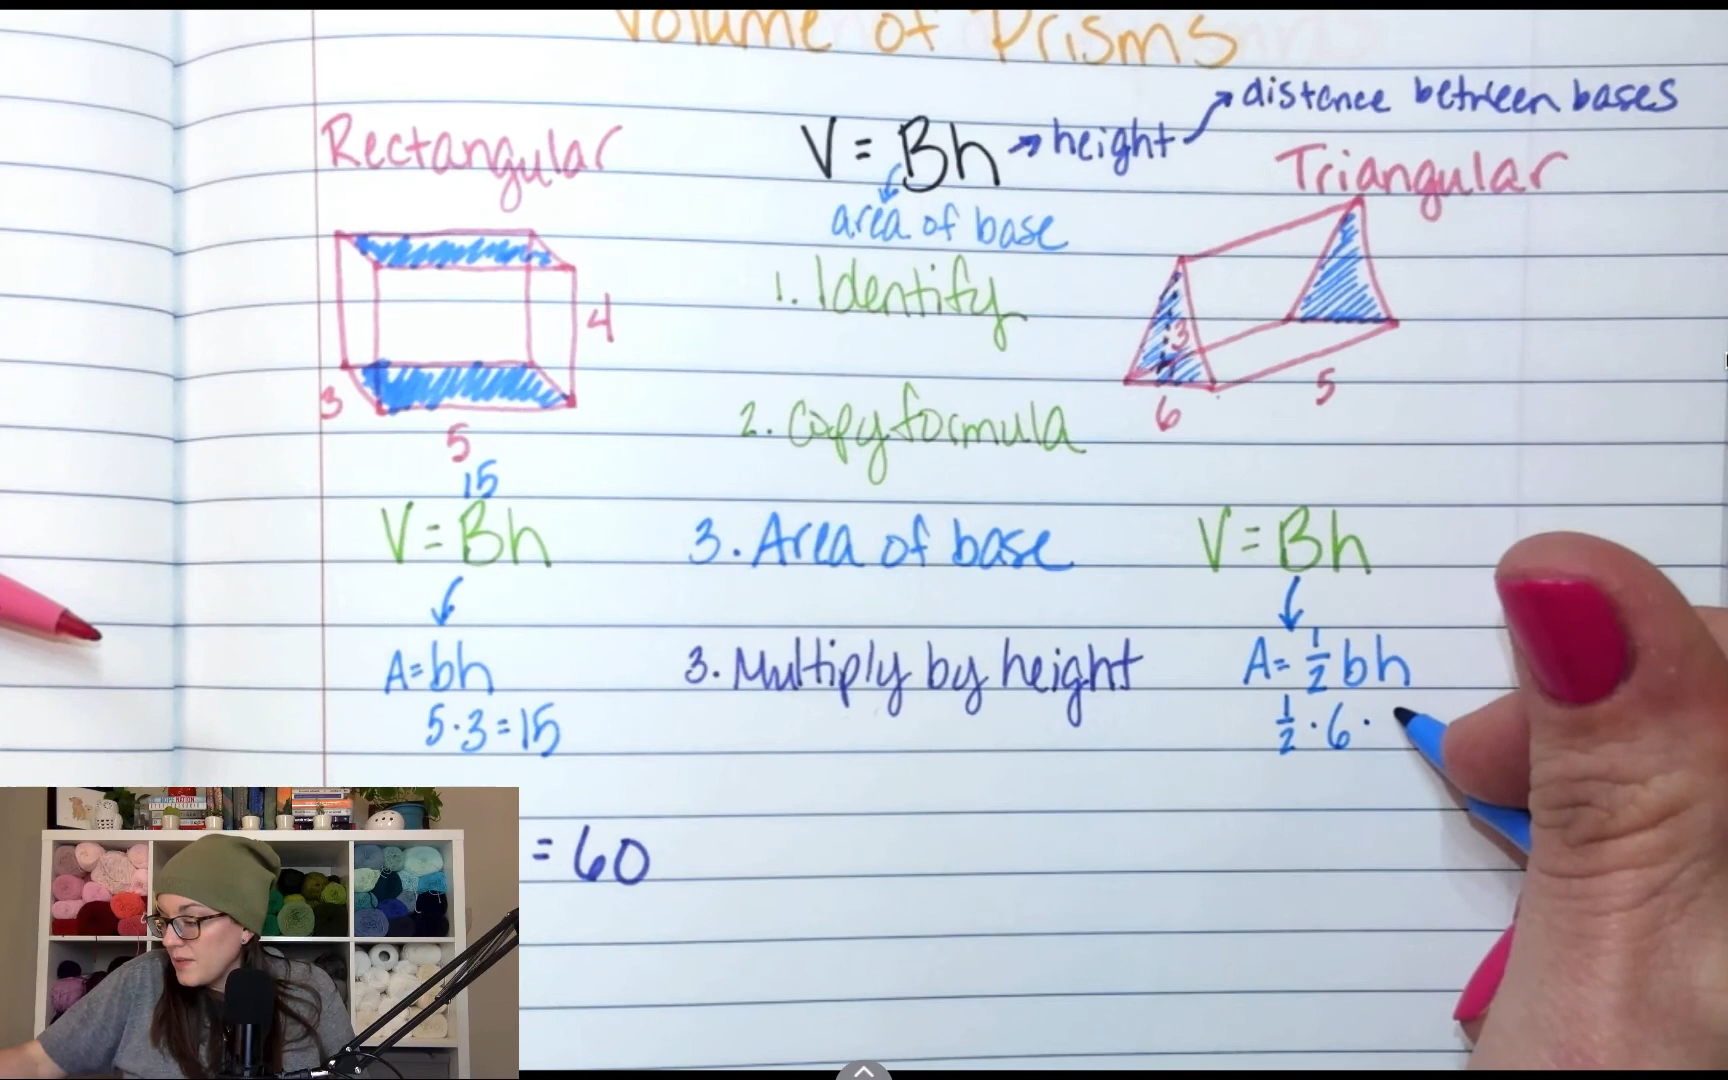 Volume of Prisms
distance between bases
Rectangular
V = Bh → height
Triangular
area of base
1. Identify
4
3
3
5
6
5
2. Copy formula
15
V = Bh
3. Area of base
V = Bh
A = bh
3. Multiply by height
A = 1/2 bh
5 · 3 = 15
1/2 · 6 ·
= 60